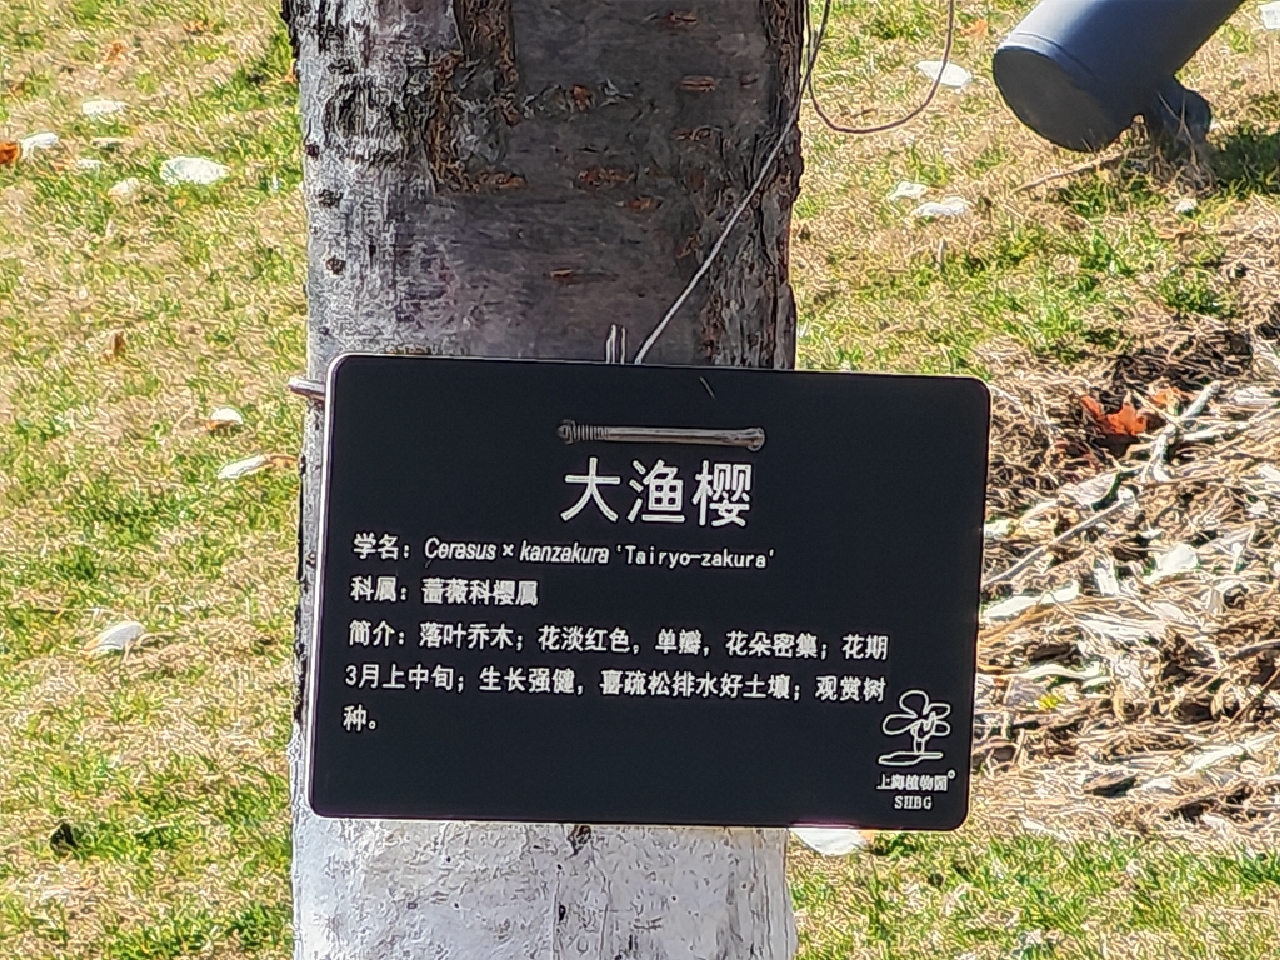 大渔樱
学名：Cerasus × kanzakura 'Tairyo-zakura'
科属：蔷薇科樱属
简介：落叶乔木；花淡红色，单瓣，花朵密集；花期
3月上中旬；生长强健，喜疏松排水好土壤；观赏树
种。
上海植物园
SHBG